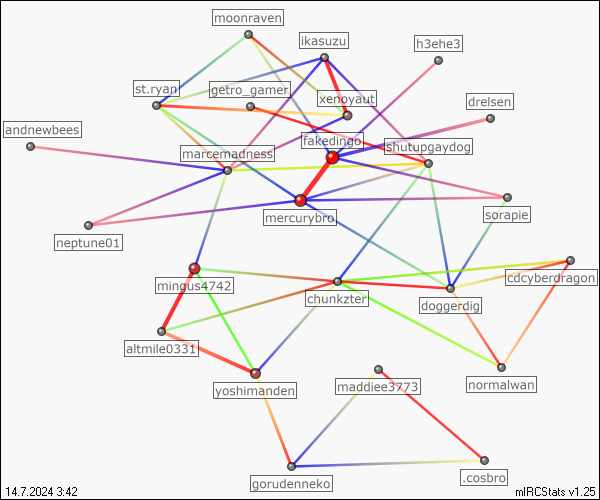 moonraven
ikasuzu
h3ehe3
st.ryan
getro_gamer
xenoyaut
drelsen
andnewbees
fakedingo
shutupgaydog
marcemadness
mercurybro
sorapie
neptune01
mingus4742
chunkzter
doggerdig
cdcyberdragon
altmile0331
yoshimanden
maddiee3773
normalwan
gorudenneko
.cosbro
14.7.2024 3:42
mIRCStats v1.25